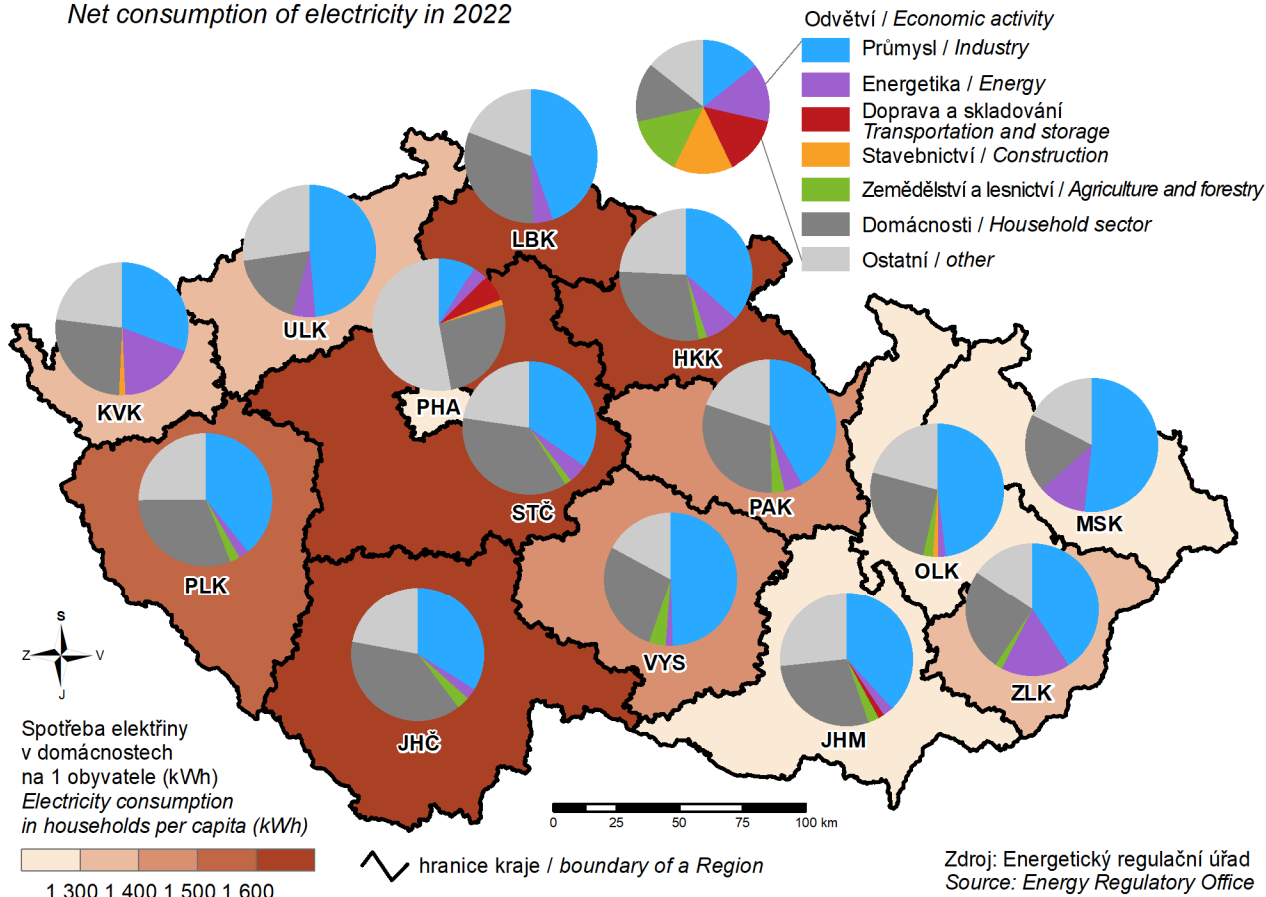 Net consumption of electricity in 2022
Odvětví / Economic activity
Průmysl / Industry
Energetika / Energy
Doprava a skladování
Transportation and storage
Stavebnictví / Construction
Zemědělství a lesnictví / Agriculture and forestry
Domácnosti / Household sector
Ostatní / other
LBK
ULK
HKK
KVK
PHA
STČ
PAK
MSK
OLK
PLK
VYS
ZLK
JHČ
JHM
S
Z
V
J
Spotřeba elektřiny
v domácnostech
na 1 obyvatele (kWh)
Electricity consumption
in households per capita (kWh)
1 300 1 400 1 500 1 600
0 25 50 75 100 km
hranice kraje / boundary of a Region
Zdroj: Energetický regulační úřad
Source: Energy Regulatory Office